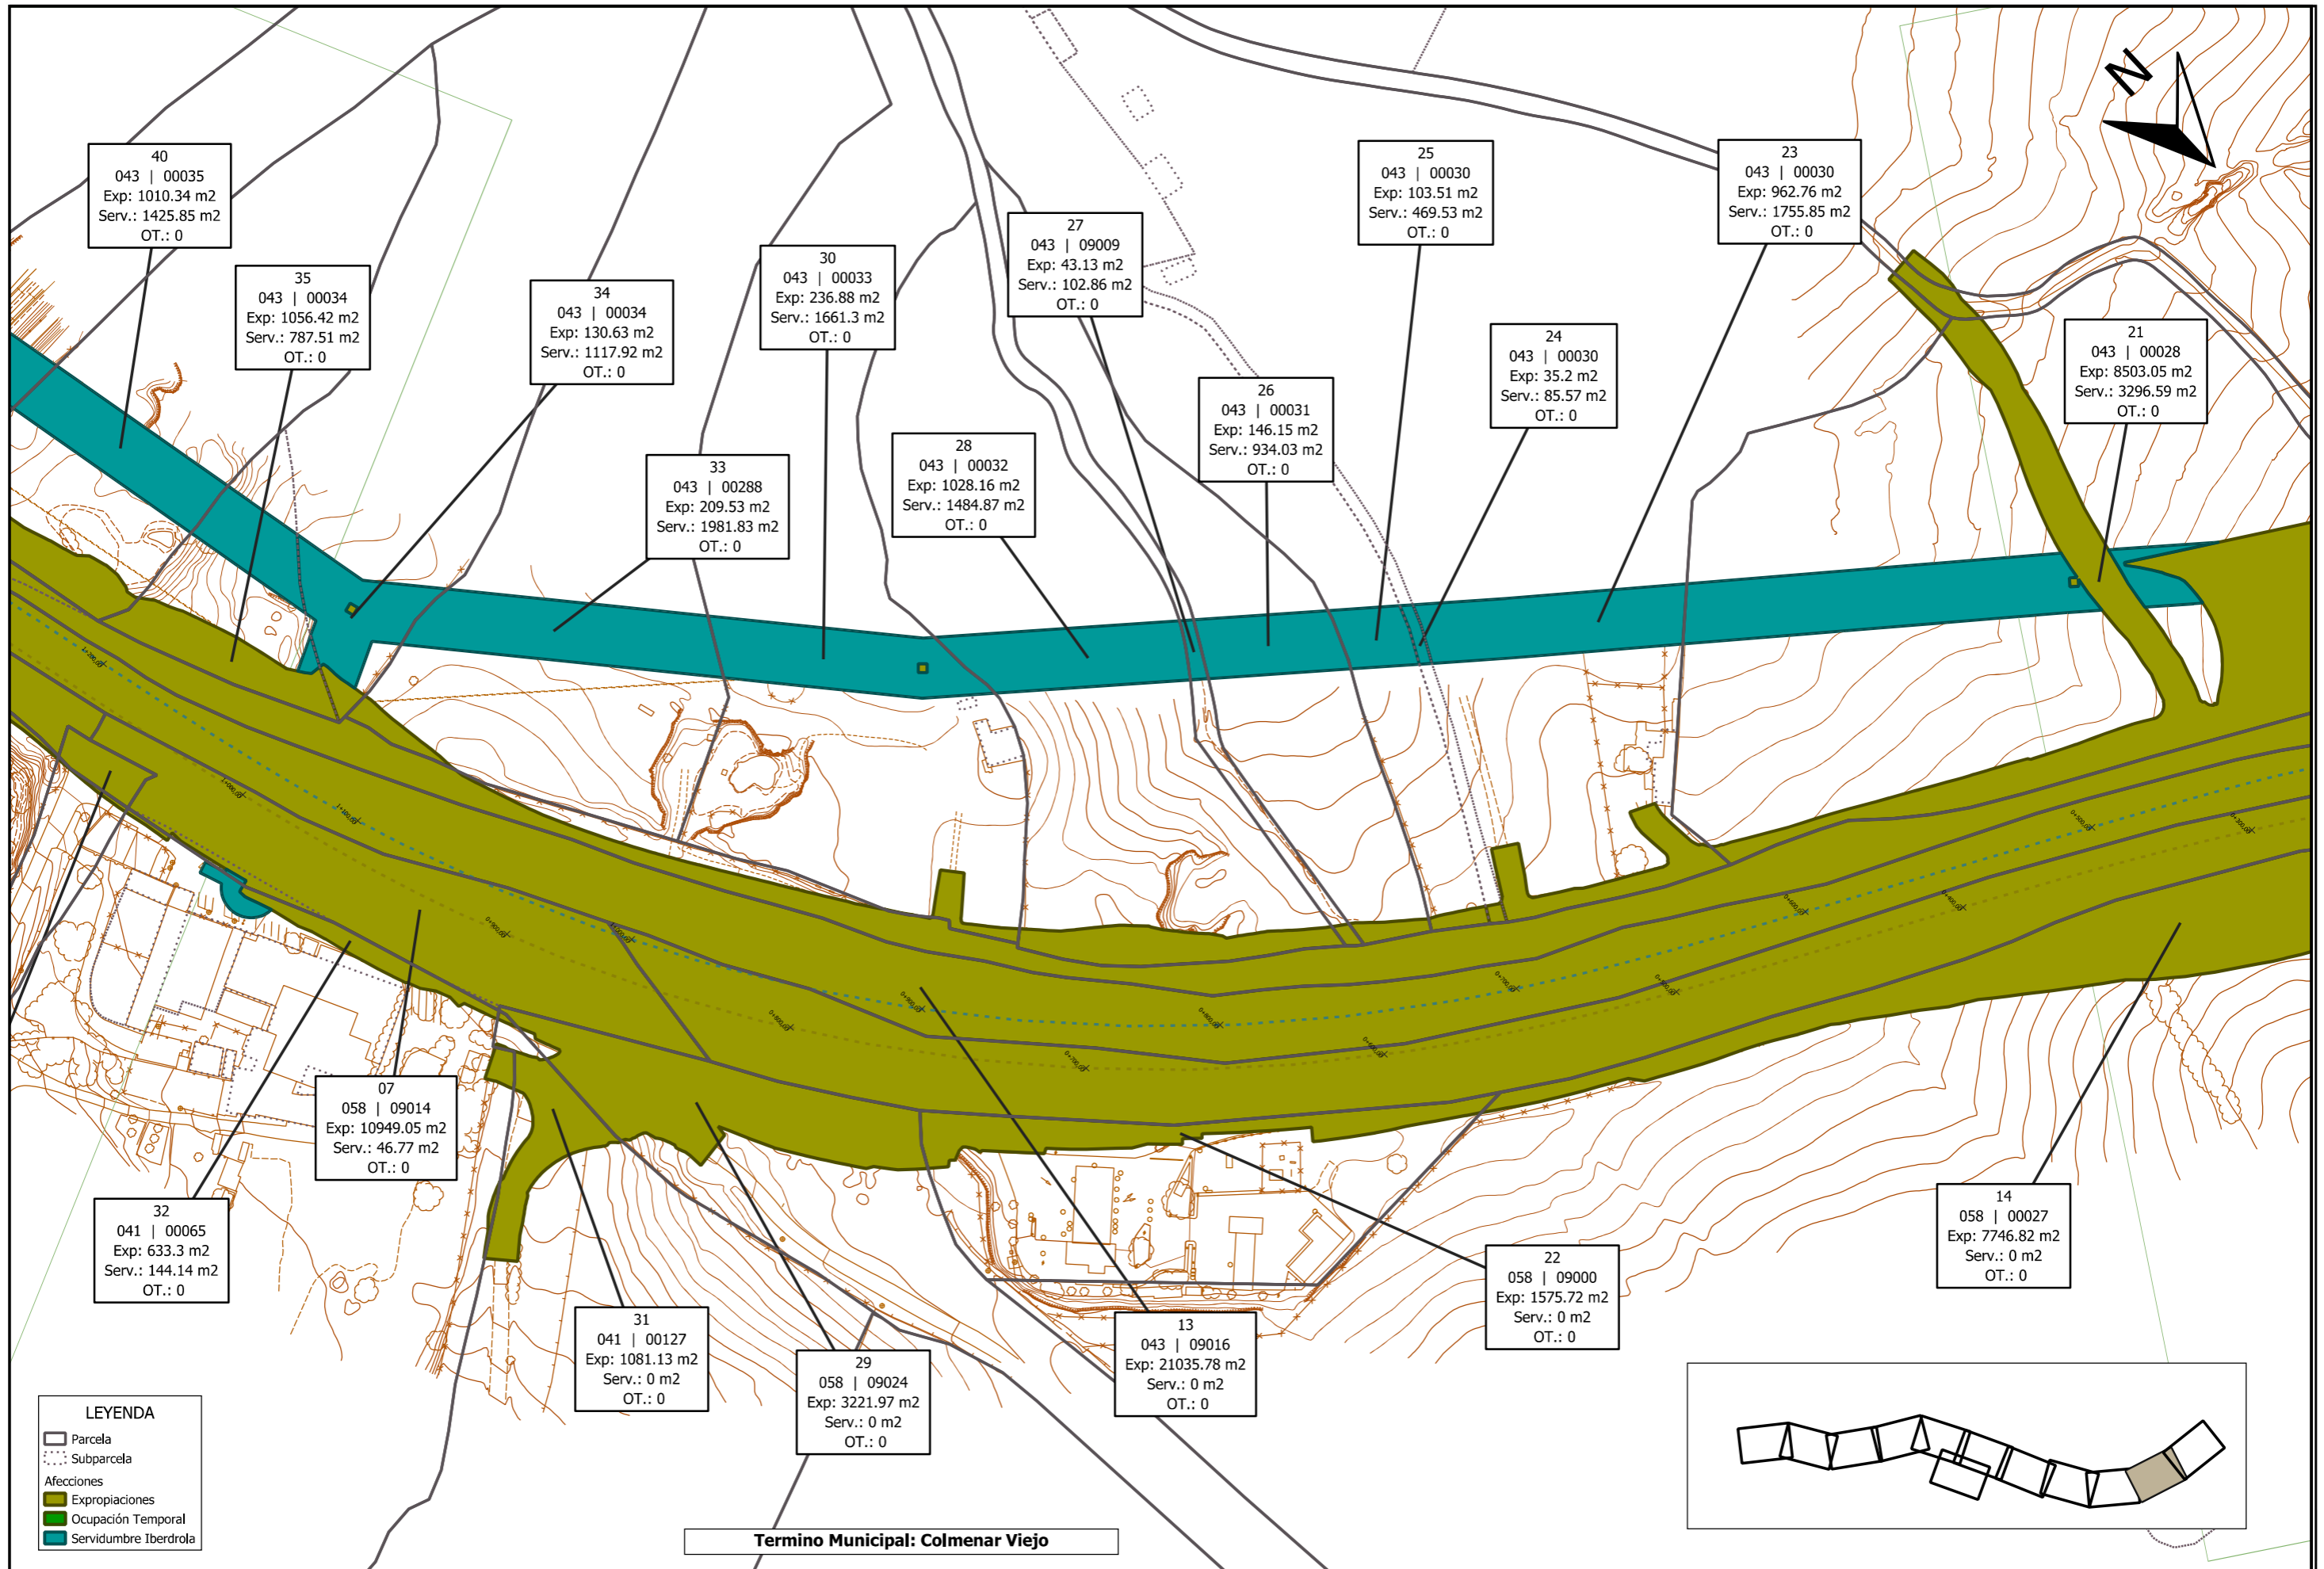 N
40
043 | 00035
Exp: 1010.34 m2
Serv.: 1425.85 m2
OT.: 0
35
043 | 00034
Exp: 1056.42 m2
Serv.: 787.51 m2
OT.: 0
34
043 | 00034
Exp: 130.63 m2
Serv.: 1117.92 m2
OT.: 0
30
043 | 00033
Exp: 236.88 m2
Serv.: 1661.3 m2
OT.: 0
27
043 | 09009
Exp: 43.13 m2
Serv.: 102.86 m2
OT.: 0
25
043 | 00030
Exp: 103.51 m2
Serv.: 469.53 m2
OT.: 0
23
043 | 00030
Exp: 962.76 m2
Serv.: 1755.85 m2
OT.: 0
24
043 | 00030
Exp: 35.2 m2
Serv.: 85.57 m2
OT.: 0
21
043 | 00028
Exp: 8503.05 m2
Serv.: 3296.59 m2
OT.: 0
26
043 | 00031
Exp: 146.15 m2
Serv.: 934.03 m2
OT.: 0
28
043 | 00032
Exp: 1028.16 m2
Serv.: 1484.87 m2
OT.: 0
33
043 | 00288
Exp: 209.53 m2
Serv.: 1981.83 m2
OT.: 0
07
058 | 09014
Exp: 10949.05 m2
Serv.: 46.77 m2
OT.: 0
32
041 | 00065
Exp: 633.3 m2
Serv.: 144.14 m2
OT.: 0
31
041 | 00127
Exp: 1081.13 m2
Serv.: 0 m2
OT.: 0
29
058 | 09024
Exp: 3221.97 m2
Serv.: 0 m2
OT.: 0
13
043 | 09016
Exp: 21035.78 m2
Serv.: 0 m2
OT.: 0
22
058 | 09000
Exp: 1575.72 m2
Serv.: 0 m2
OT.: 0
14
058 | 00027
Exp: 7746.82 m2
Serv.: 0 m2
OT.: 0
LEYENDA
Parcela
Subparcela
Afecciones
Expropiaciones
Ocupación Temporal
Servidumbre Iberdrola
Termino Municipal: Colmenar Viejo